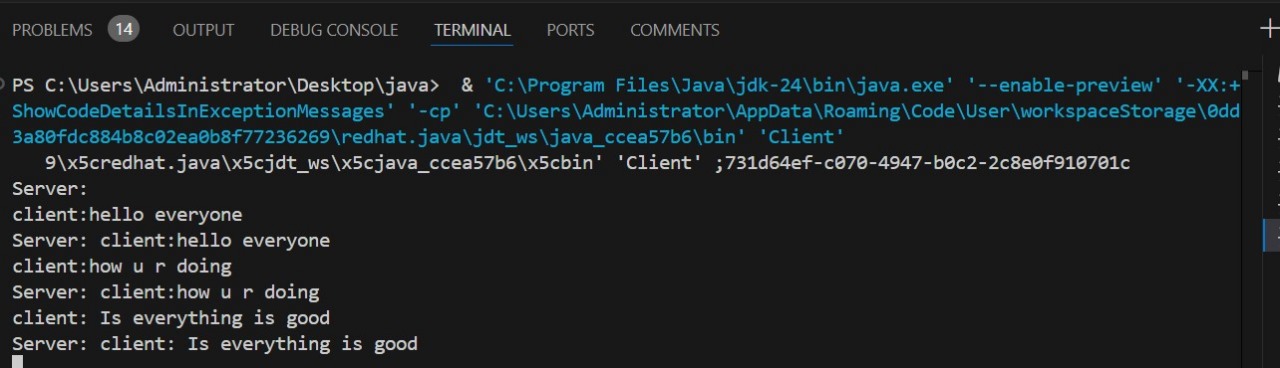 PROBLEMS 14 OUTPUT DEBUG CONSOLE TERMINAL PORTS COMMENTS
PS C:\Users\Administrator\Desktop\java>  & 'C:\Program Files\Java\jdk-24\bin\java.exe' '--enable-preview' '-XX:+
ShowCodeDetailsInExceptionMessages' '-cp' 'C:\Users\Administrator\AppData\Roaming\Code\User\workspaceStorage\0dd
3a80fdc884b8c02ea0b8f77236269\redhat.java\jdt_ws\java_ccea57b6\bin' 'Client'
9\x5credhat.java\x5cjdt_ws\x5cjava_ccea57b6\x5cbin' 'Client' ;731d64ef-c070-4947-b0c2-2c8e0f910701c
Server:
client:hello everyone
Server: client:hello everyone
client:how u r doing
Server: client:how u r doing
client: Is everything is good
Server: client: Is everything is good